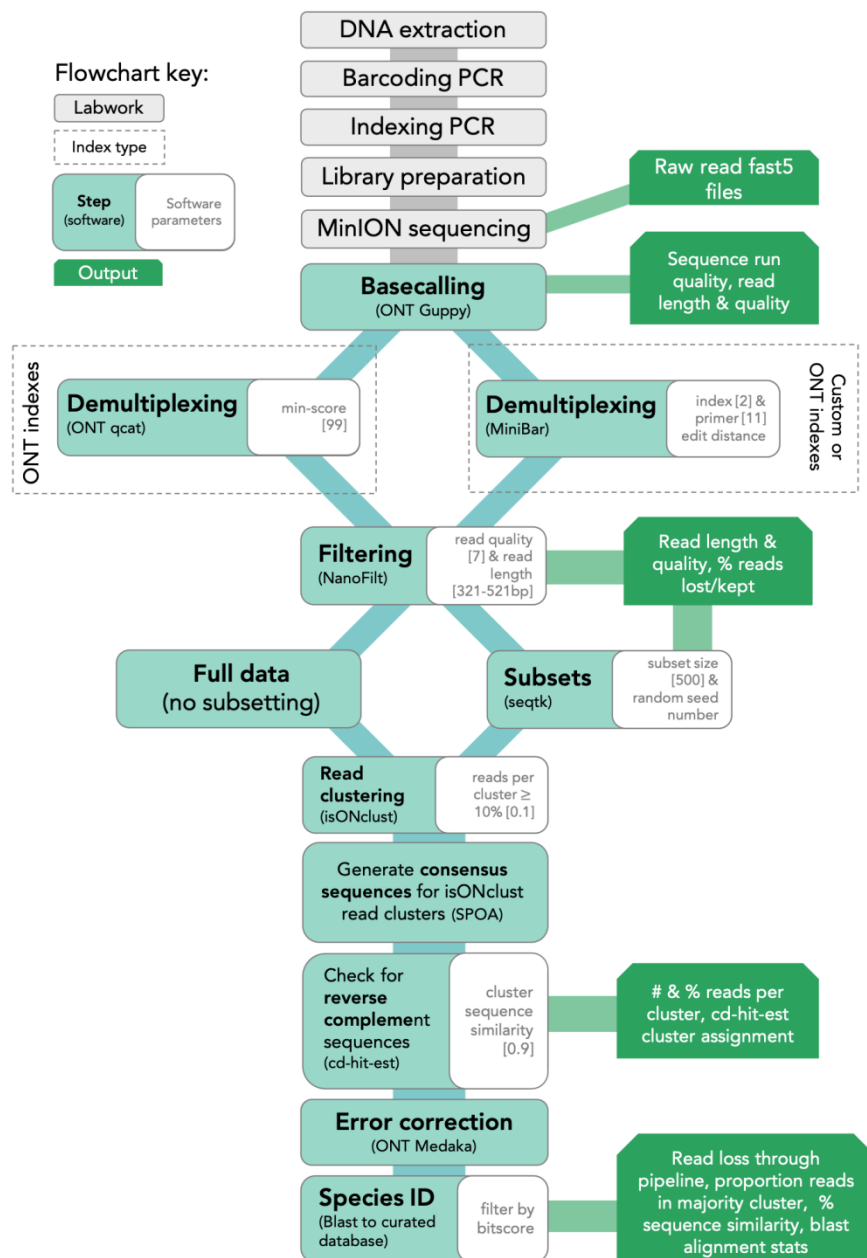 DNA extraction
Flowchart key:
Labwork
Index type
Step
(software)
Software
parameters
Output
Barcoding PCR
Indexing PCR
Library preparation
MinION sequencing
Raw read fast5
files
Basecalling
(ONT Guppy)
Sequence run
quality, read
length & quality
ONT indexes
Demultiplexing
(ONT qcat)
min-score
[99]
Demultiplexing
(MiniBar)
index [2] &
primer [11]
edit distance
Custom or
ONT indexes
Filtering
(NanoFilt)
read quality
[7] & read
length
[321-521bp]
Read length &
quality, % reads
lost/kept
Full data
(no subsetting)
Subsets
(seqtk)
subset size
[500] &
random seed
number
Read
clustering
(isONclust)
reads per
cluster ≥
10% [0.1]
Generate consensus
sequences for isONclust
read clusters (SPOA)
Check for
reverse
complement
sequences
(cd-hit-est)
cluster
sequence
similarity
[0.9]
# & % reads per
cluster, cd-hit-est
cluster assignment
Error correction
(ONT Medaka)
Species ID
(Blast to curated
database)
filter by
bitscore
Read loss through
pipeline, proportion reads
in majority cluster, %
sequence similarity, blast
alignment stats